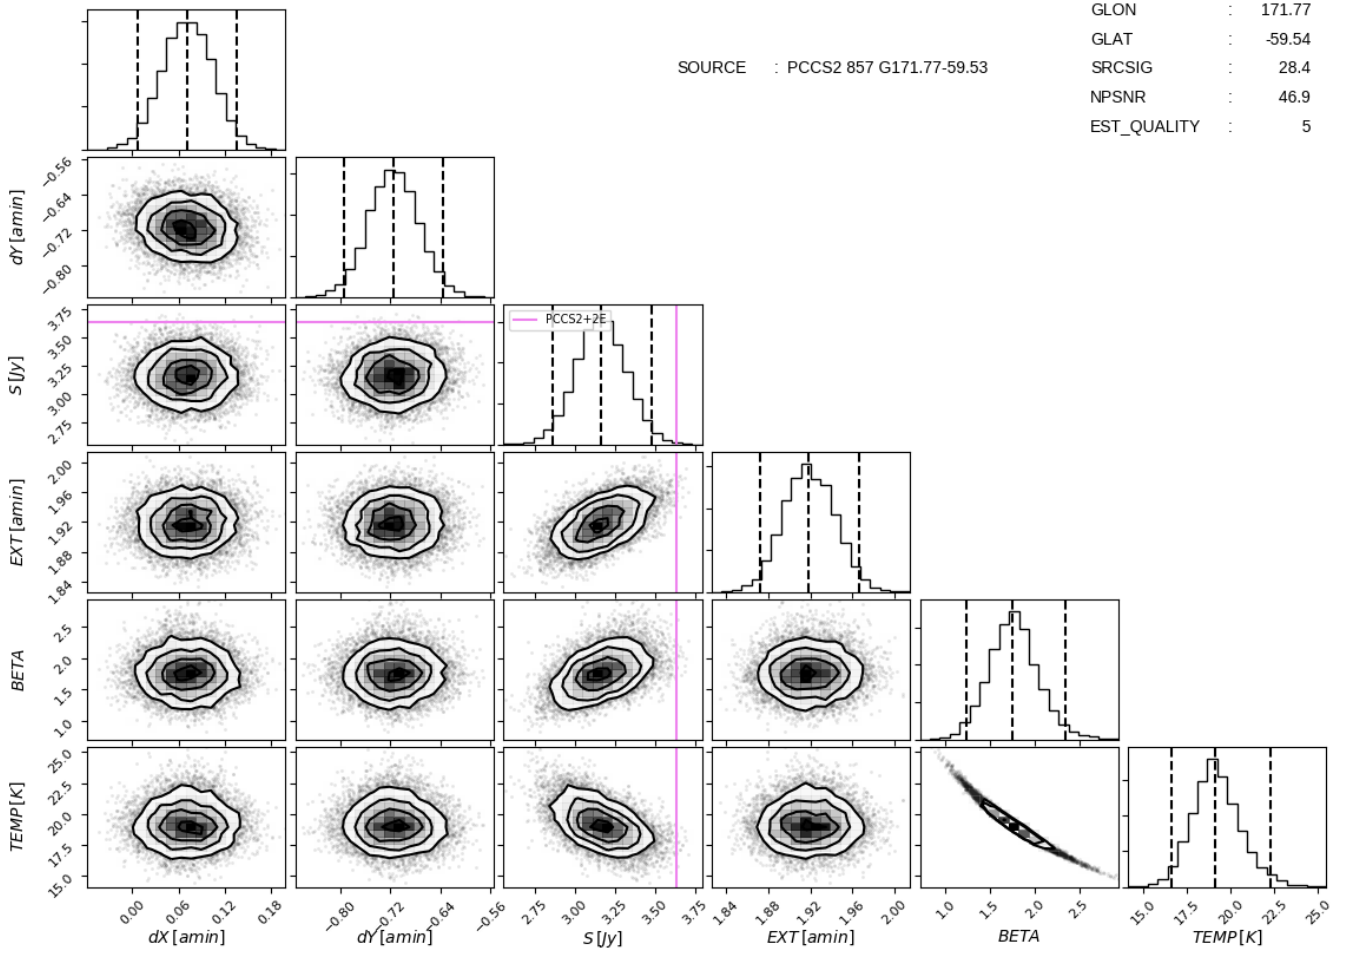 GLON : 171.77
GLAT : -59.54
SOURCE : PCCS2 857 G171.77-59.53
SRCSIG : 28.4
NPSNR : 46.9
EST_QUALITY : 5
dY [amin]
−0.56
−0.64
−0.72
−0.80
S [Jy]
3.75
3.50
3.25
3.00
2.75
PCCS2+2E
EXT [amin]
2.00
1.96
1.92
1.88
1.84
BETA
2.5
2.0
1.5
1.0
TEMP [K]
25.0
22.5
20.0
17.5
15.0
0.00 0.06 0.12 0.18
−0.80 −0.72 −0.64 −0.56
2.75 3.00 3.25 3.50 3.75
1.84 1.88 1.92 1.96 2.00
1.0 1.5 2.0 2.5
15.0 17.5 20.0 22.5 25.0
dX [amin] dY [amin] S [Jy] EXT [amin] BETA TEMP [K]